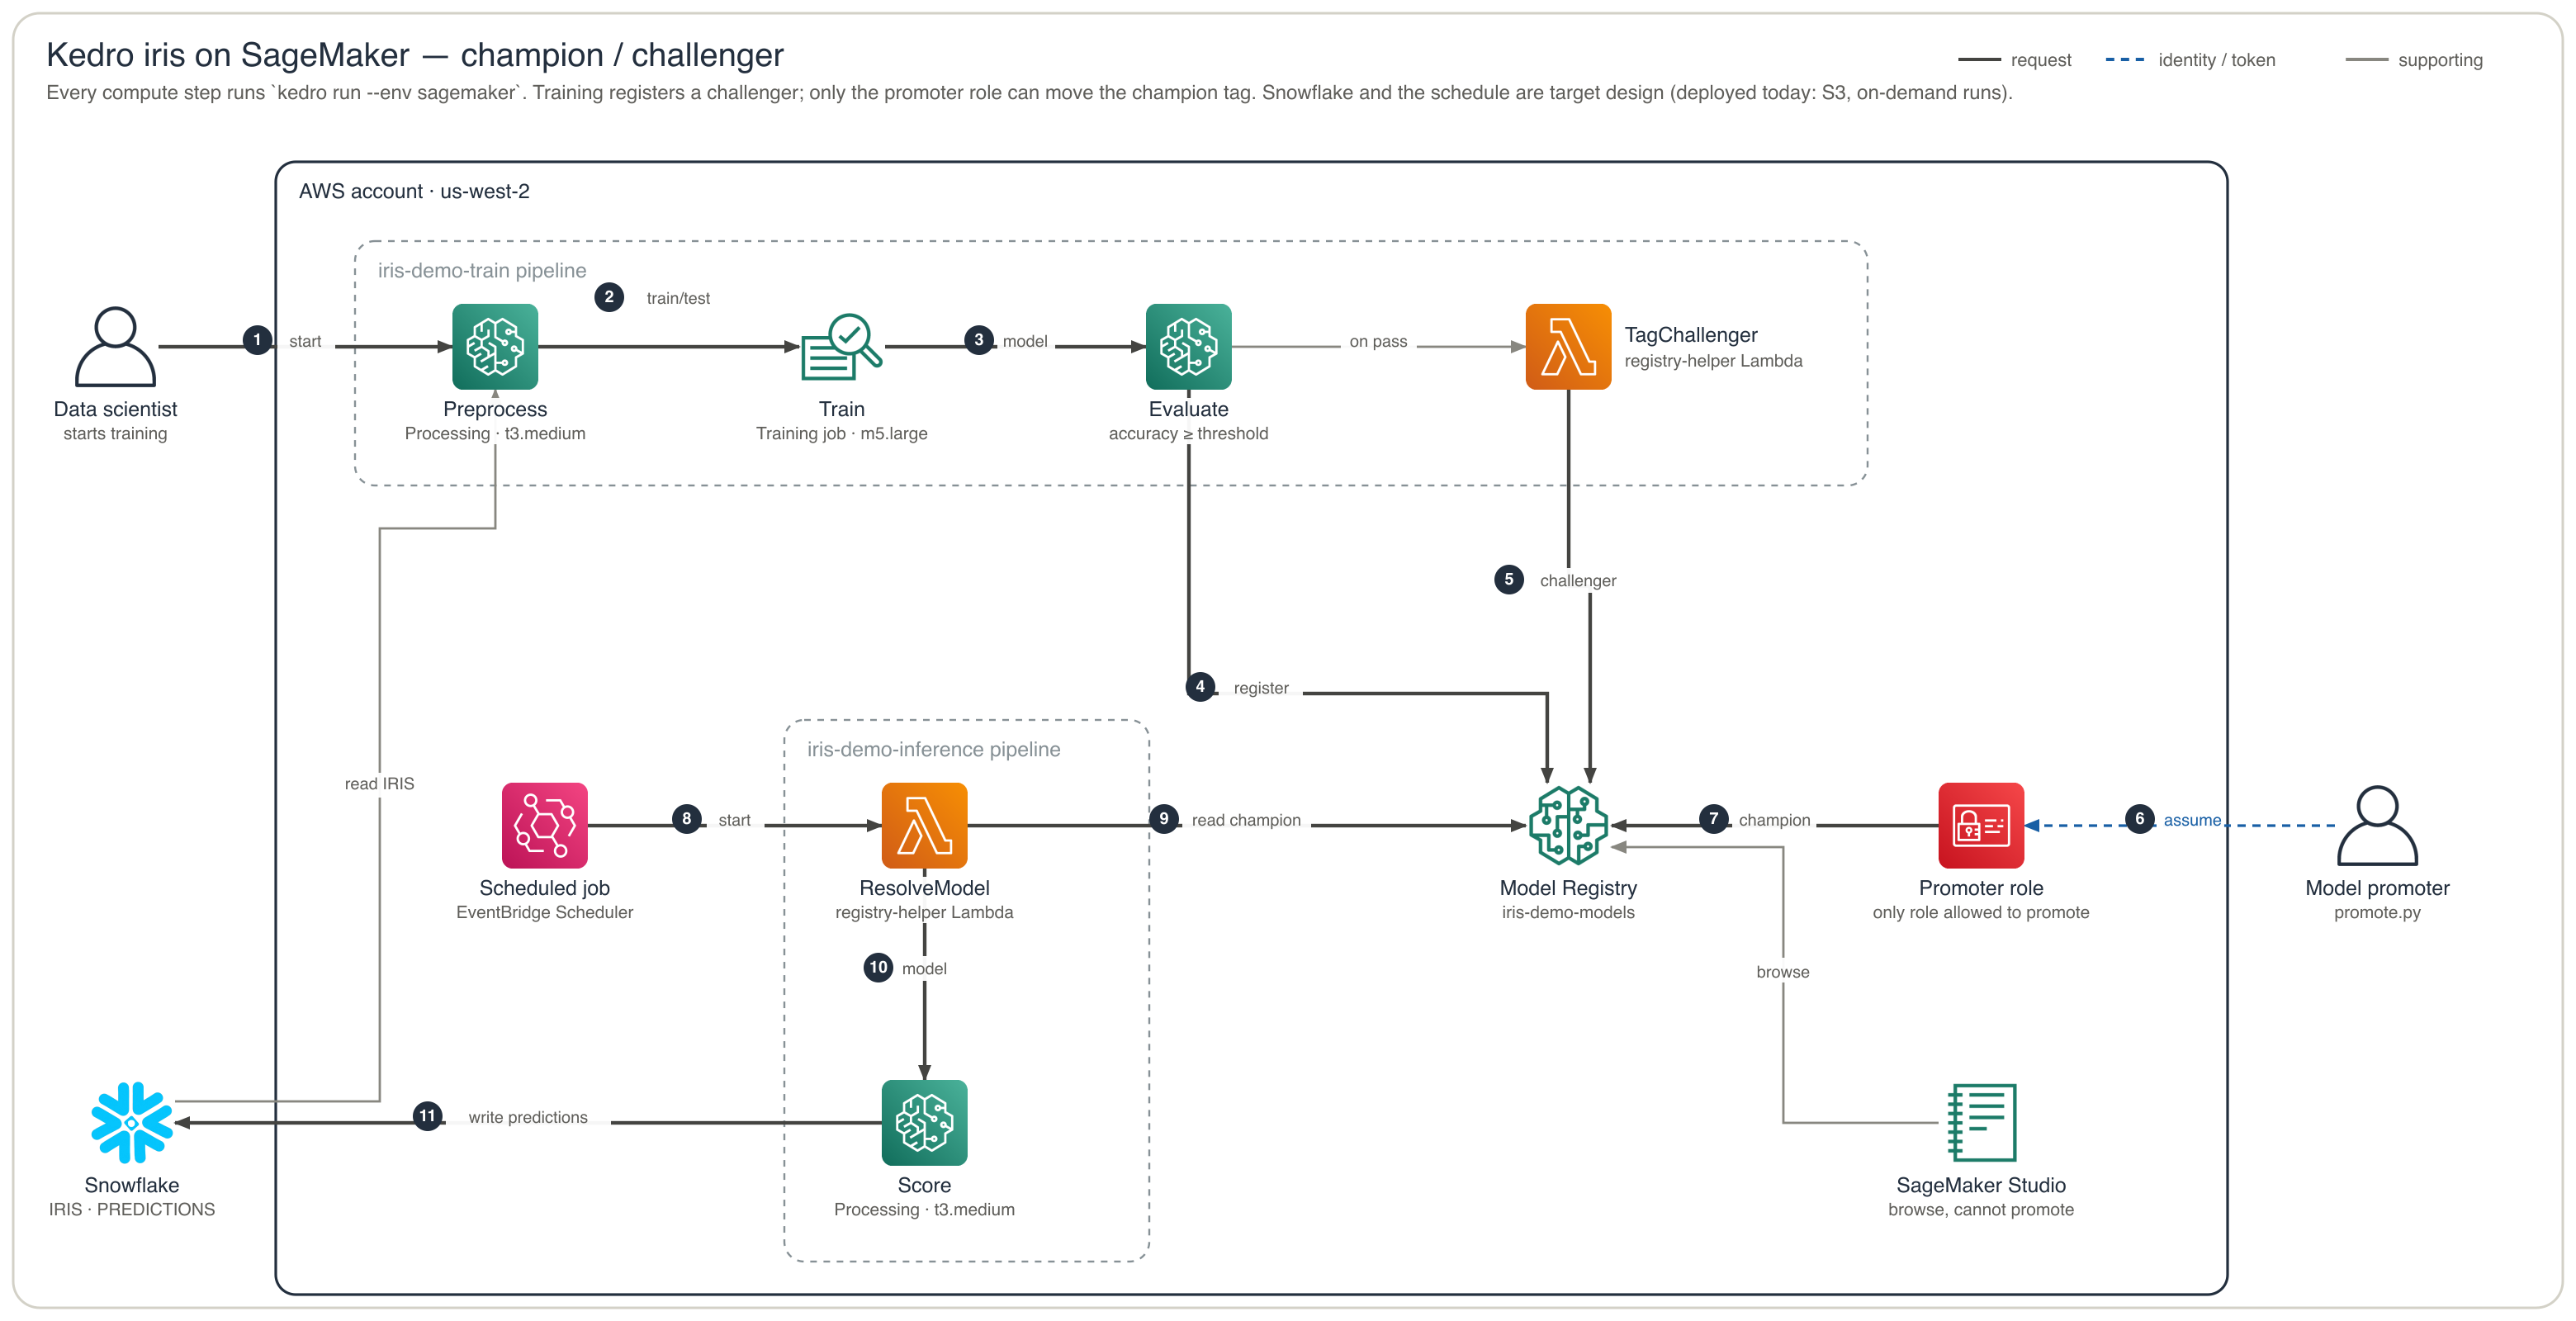 Kedro iris on SageMaker — champion / challenger
request
identity / token
supporting
Every compute step runs `kedro run --env sagemaker`. Training registers a challenger; only the promoter role can move the champion tag. Snowflake and the schedule are target design (deployed today: S3, on-demand runs).
AWS account · us-west-2
iris-demo-train pipeline
2 train/test
1 start
3 model
on pass
TagChallenger
registry-helper Lambda
Data scientist
starts training
Preprocess
Processing · t3.medium
Train
Training job · m5.large
Evaluate
accuracy ≥ threshold
5 challenger
4 register
iris-demo-inference pipeline
read IRIS
8 start
9 read champion
7 champion
6 assume
Scheduled job
EventBridge Scheduler
ResolveModel
registry-helper Lambda
Model Registry
iris-demo-models
Promoter role
only role allowed to promote
Model promoter
promote.py
10 model
browse
11 write predictions
Snowflake
IRIS · PREDICTIONS
Score
Processing · t3.medium
SageMaker Studio
browse, cannot promote